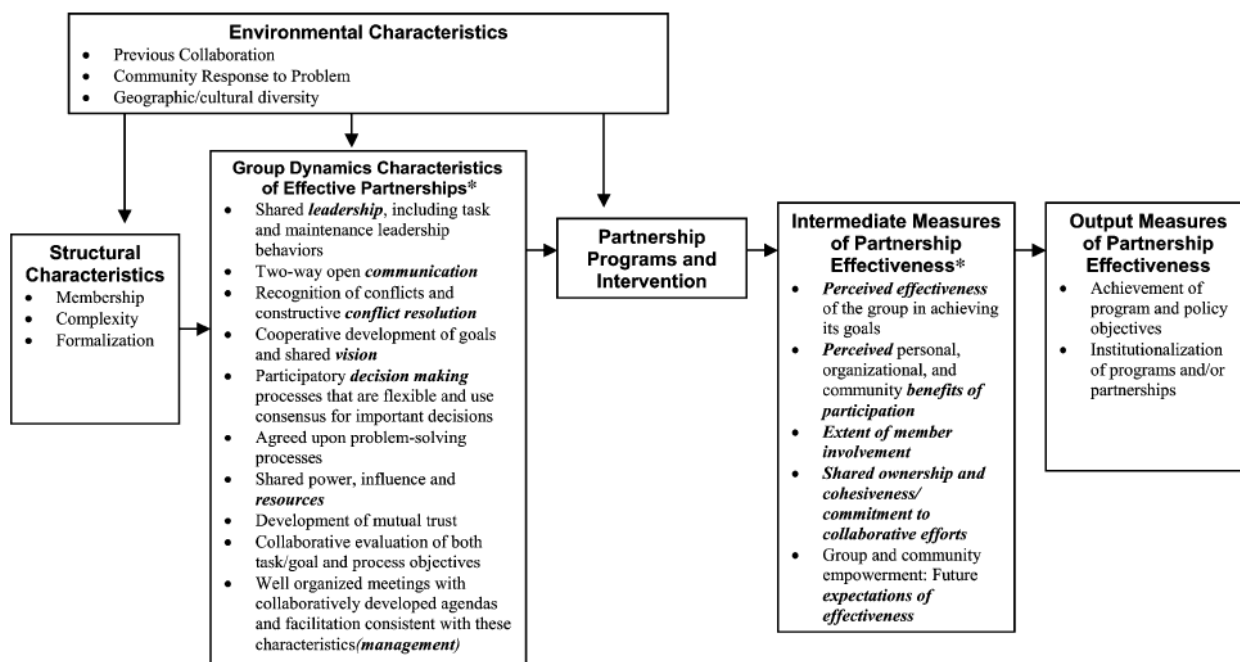 Environmental Characteristics
• Previous Collaboration
• Community Response to Problem
• Geographic/cultural diversity
Structural
Characteristics
• Membership
• Complexity
• Formalization
Group Dynamics Characteristics
of Effective Partnerships*
• Shared leadership, including task
and maintenance leadership
behaviors
• Two-way open communication
• Recognition of conflicts and
constructive conflict resolution
• Cooperative development of goals
and shared vision
• Participatory decision making
processes that are flexible and use
consensus for important decisions
• Agreed upon problem-solving
processes
• Shared power, influence and
resources
• Development of mutual trust
• Collaborative evaluation of both
task/goal and process objectives
• Well organized meetings with
collaboratively developed agendas
and facilitation consistent with these
characteristics(management)
Partnership
Programs and
Intervention
Intermediate Measures
of Partnership
Effectiveness*
• Perceived effectiveness
of the group in achieving
its goals
• Perceived personal,
organizational, and
community benefits of
participation
• Extent of member
involvement
• Shared ownership and
cohesiveness/
commitment to
collaborative efforts
• Group and community
empowerment: Future
expectations of
effectiveness
Output Measures
of Partnership
Effectiveness
• Achievement of
program and policy
objectives
• Institutionalization
of programs and/or
partnerships